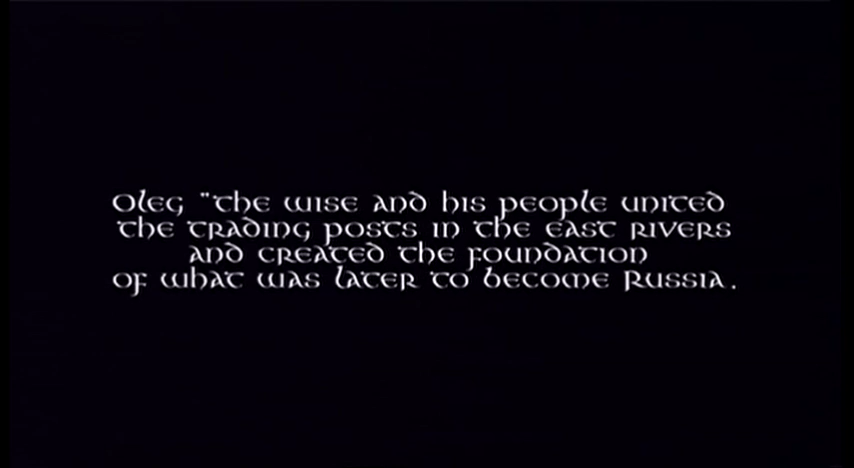 Oleg "the wise and his people united
the trading posts in the east rivers
and created the foundation
of what was later to become Russia.